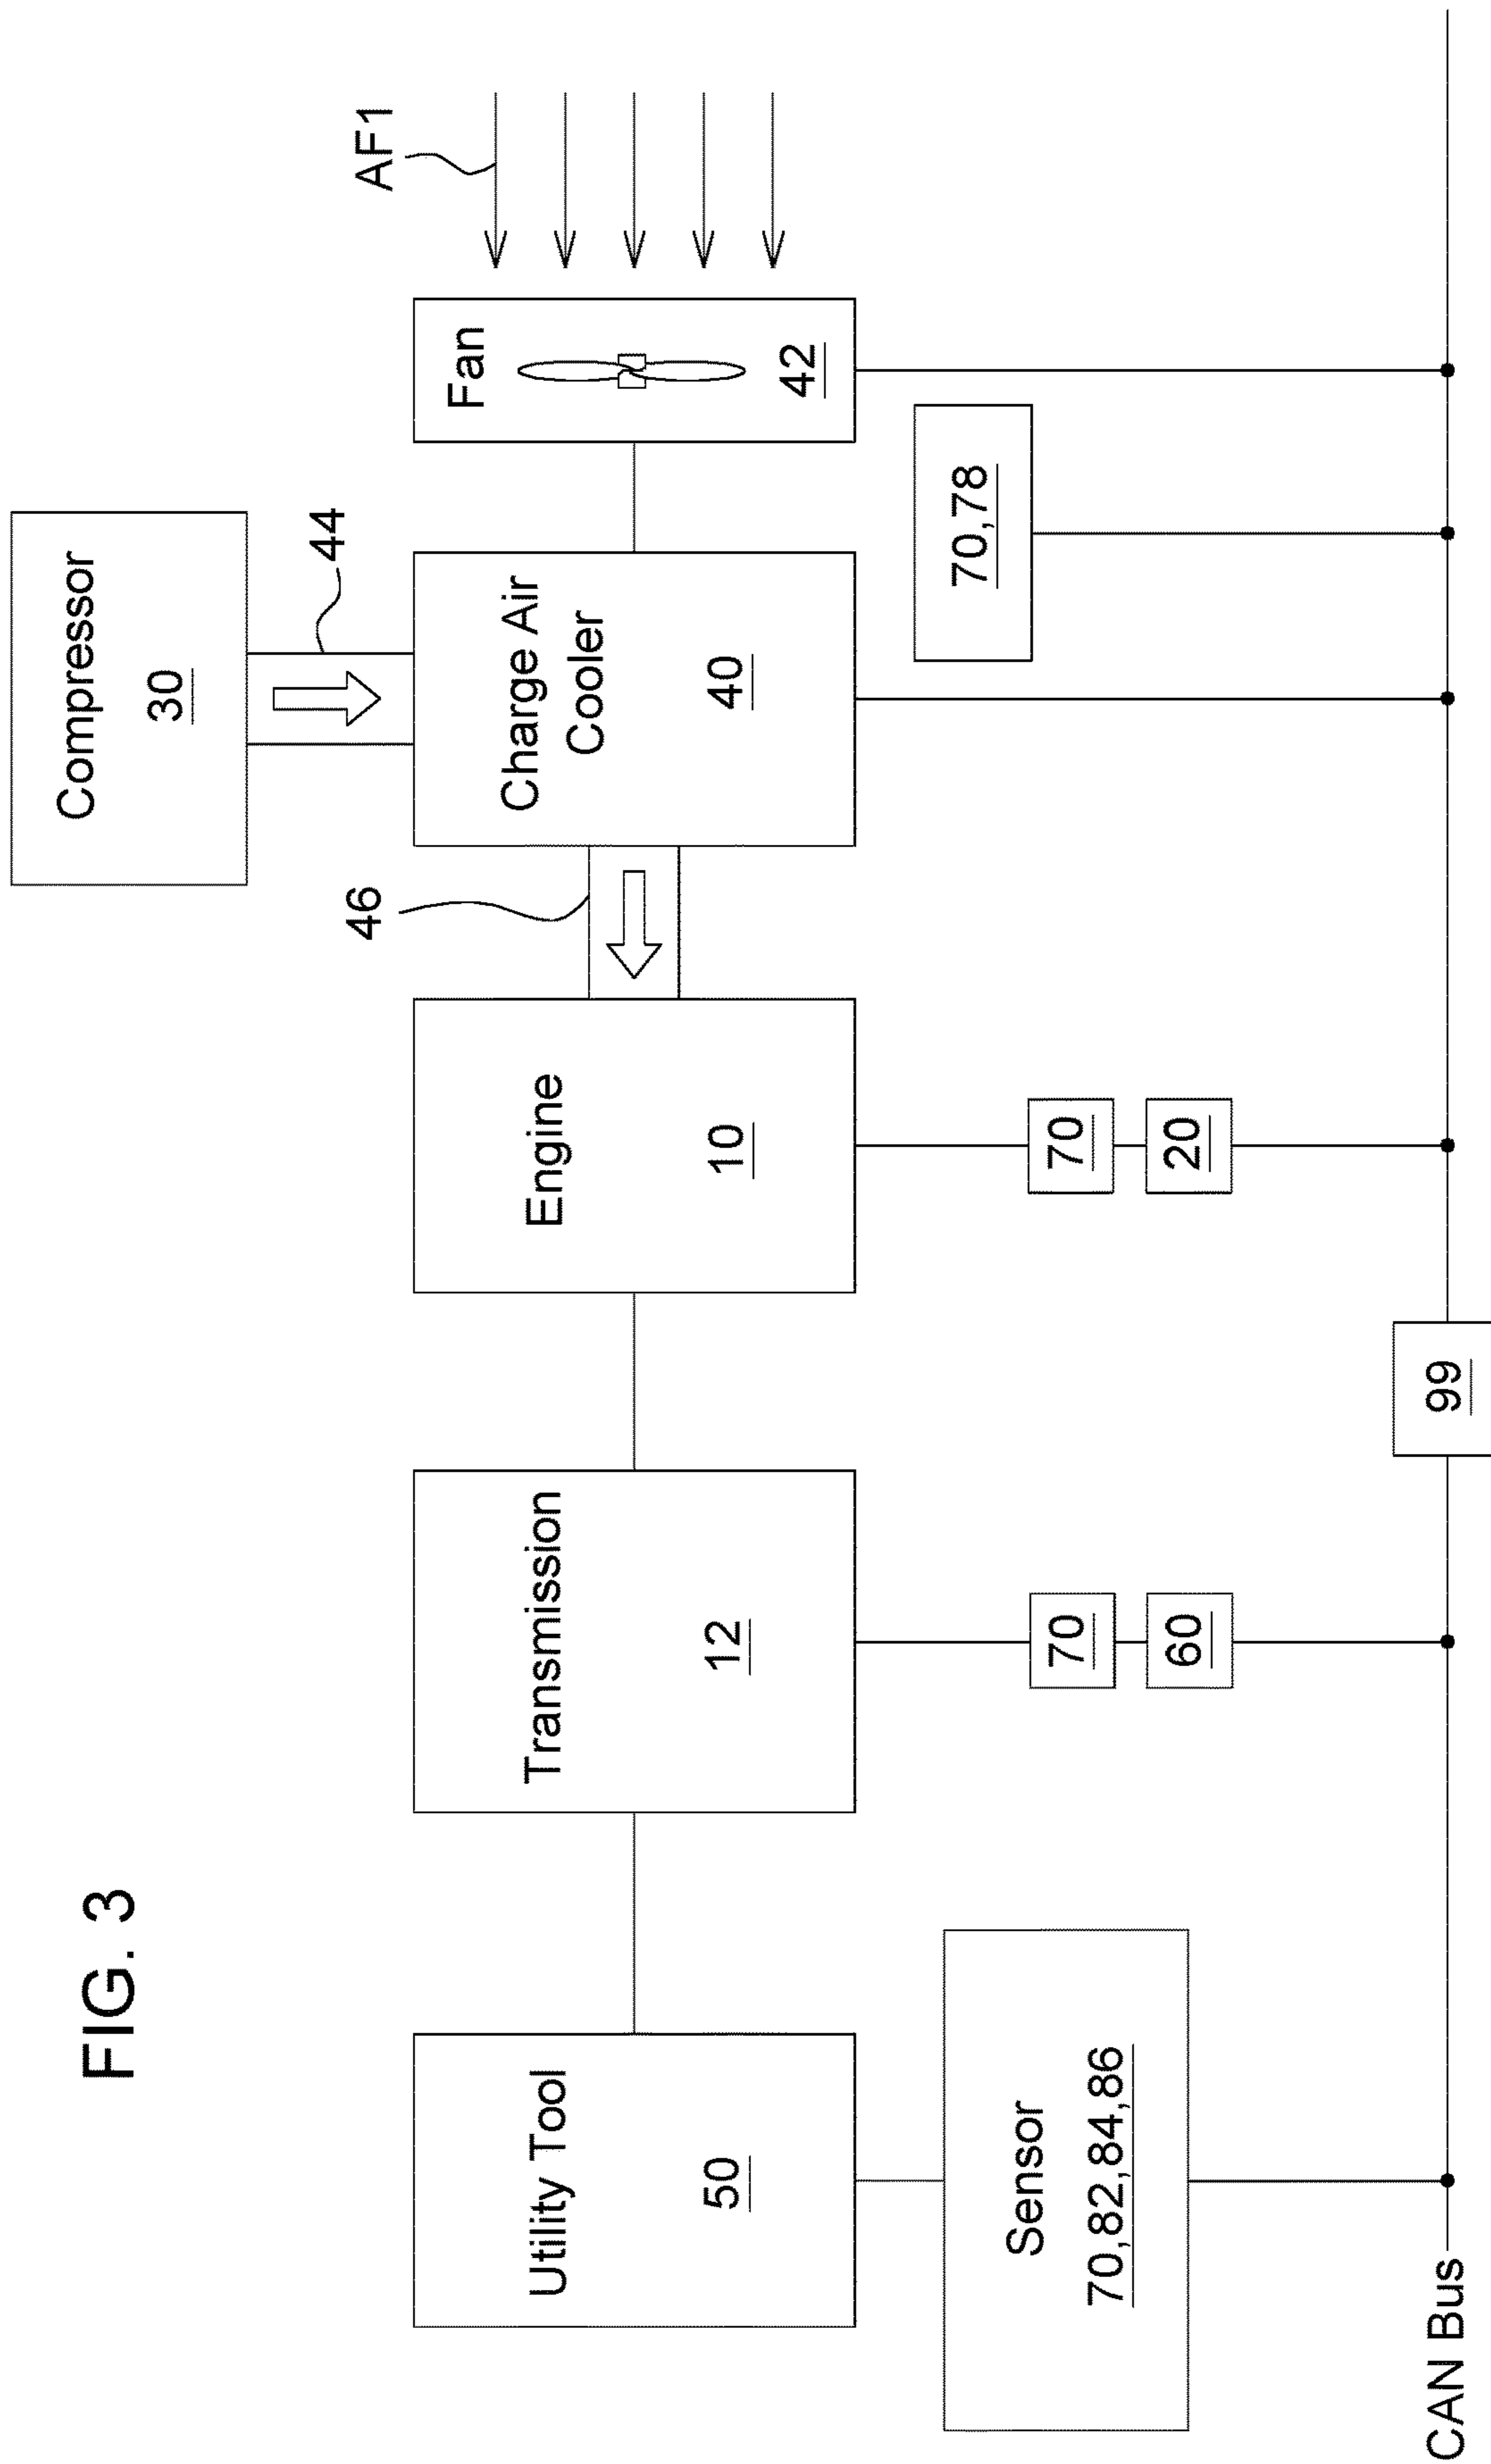 FIG. 3
Compressor
30
44
46
AF1
Utility Tool
50
Transmission
12
Engine
10
Charge Air
Cooler
40
Fan
42
Sensor
70,82,84,86
70
60
70
20
70,78
99
CAN Bus